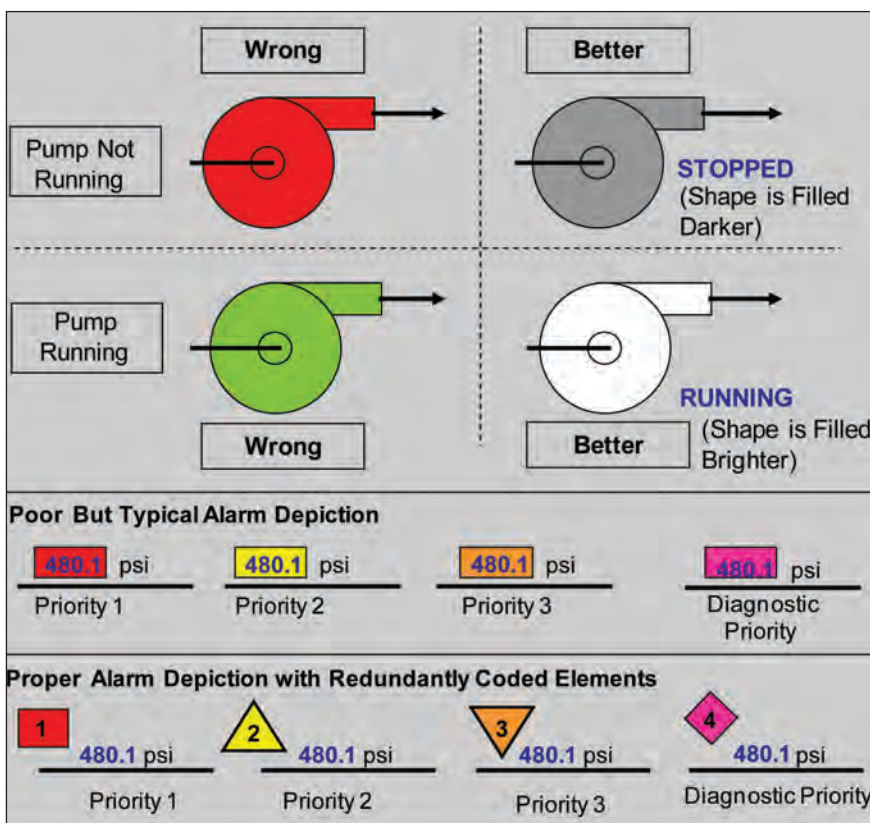 Wrong
Better
Pump Not
Running
STOPPED
(Shape is Filled
Darker)
Pump
Running
RUNNING
(Shape is Filled
Brighter)
Wrong
Better
Poor But Typical Alarm Depiction
480.1 psi
Priority 1
480.1 psi
Priority 2
480.1 psi
Priority 3
480.1 psi
Diagnostic
Priority
Proper Alarm Depiction with Redundantly Coded Elements
1
480.1 psi
Priority 1
2
480.1 psi
Priority 2
3
480.1 psi
Priority 3
4
480.1 psi
Diagnostic Priority